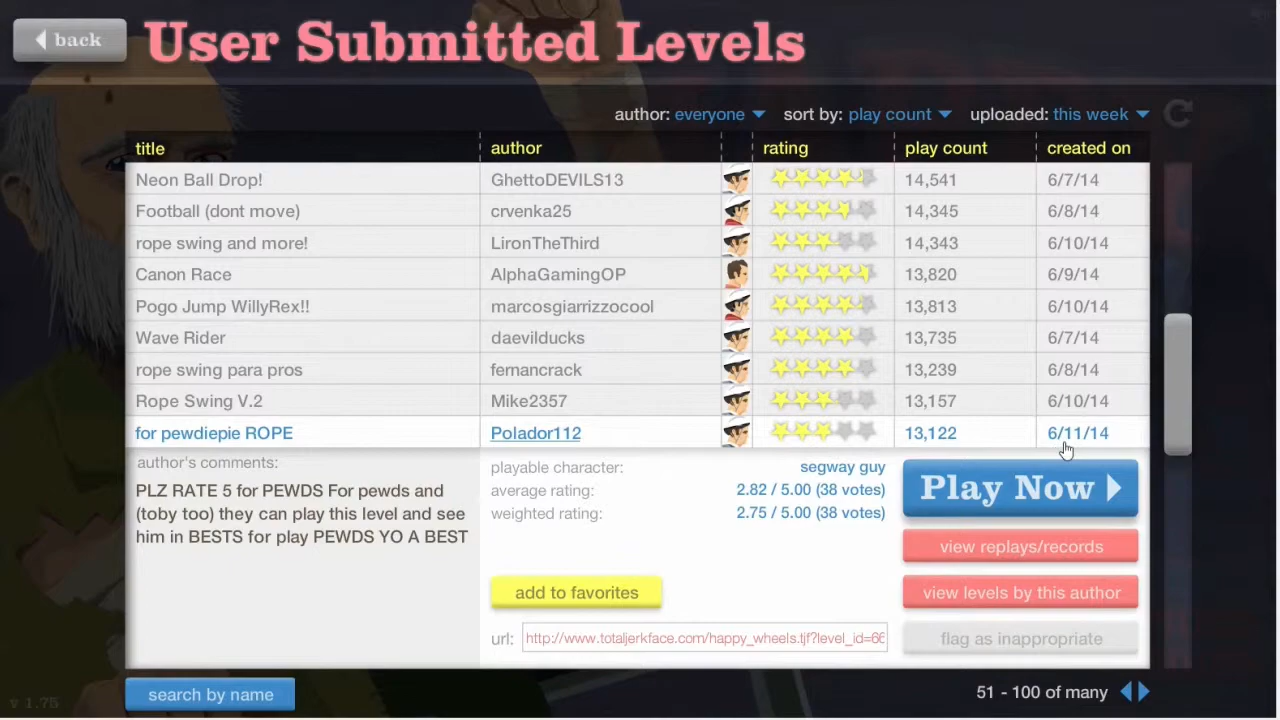 back
User Submitted Levels
author: everyone sort by: play count uploaded: this week
title author rating play count created on
Neon Ball Drop! GhettoDEVILS13 14,541 6/7/14
Football (dont move) crvenka25 14,345 6/8/14
rope swing and more! LironTheThird 14,343 6/10/14
Canon Race AlphaGamingOP 13,820 6/9/14
Pogo Jump WillyRex!! marcosgiarrizzocool 13,813 6/10/14
Wave Rider daevilducks 13,735 6/7/14
rope swing para pros fernancrack 13,239 6/8/14
Rope Swing V.2 Mike2357 13,157 6/10/14
for pewdiepie ROPE Polador112 13,122 6/11/14
author's comments:
PLZ RATE 5 for PEWDS For pewds and
(toby too) they can play this level and see
him in BESTS for play PEWDS YO A BEST
playable character: segway guy
average rating: 2.82 / 5.00 (38 votes)
weighted rating: 2.75 / 5.00 (38 votes)
add to favorites
url: http://www.totaljerkface.com/happy_wheels.tjf?level_id=66
Play Now
view replays/records
view levels by this author
flag as inappropriate
v 1.75
search by name
51 - 100 of many